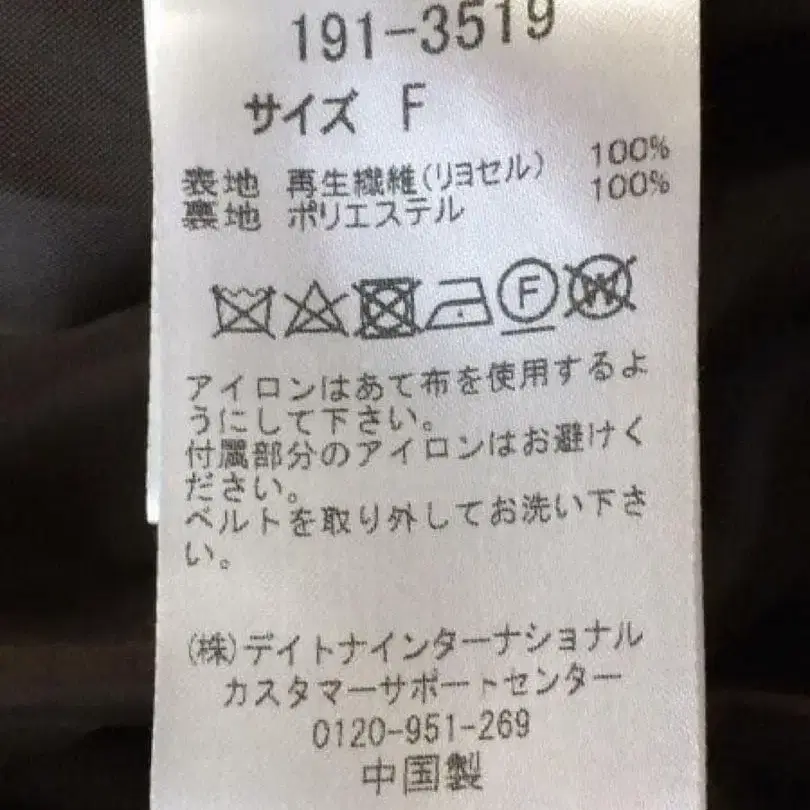 191-3519
サイズ F
表地 再生繊維(リヨセル) 100%
裏地 ポリエステル 100%
F W
アイロンはあて布を使用するよ
うにして下さい。
付属部分のアイロンはお避けく
ださい。
ベルトを取り外してお洗い下さ
い。
(株)デイトナインターナショナル
カスタマーサポートセンター
0120-951-269
中国製